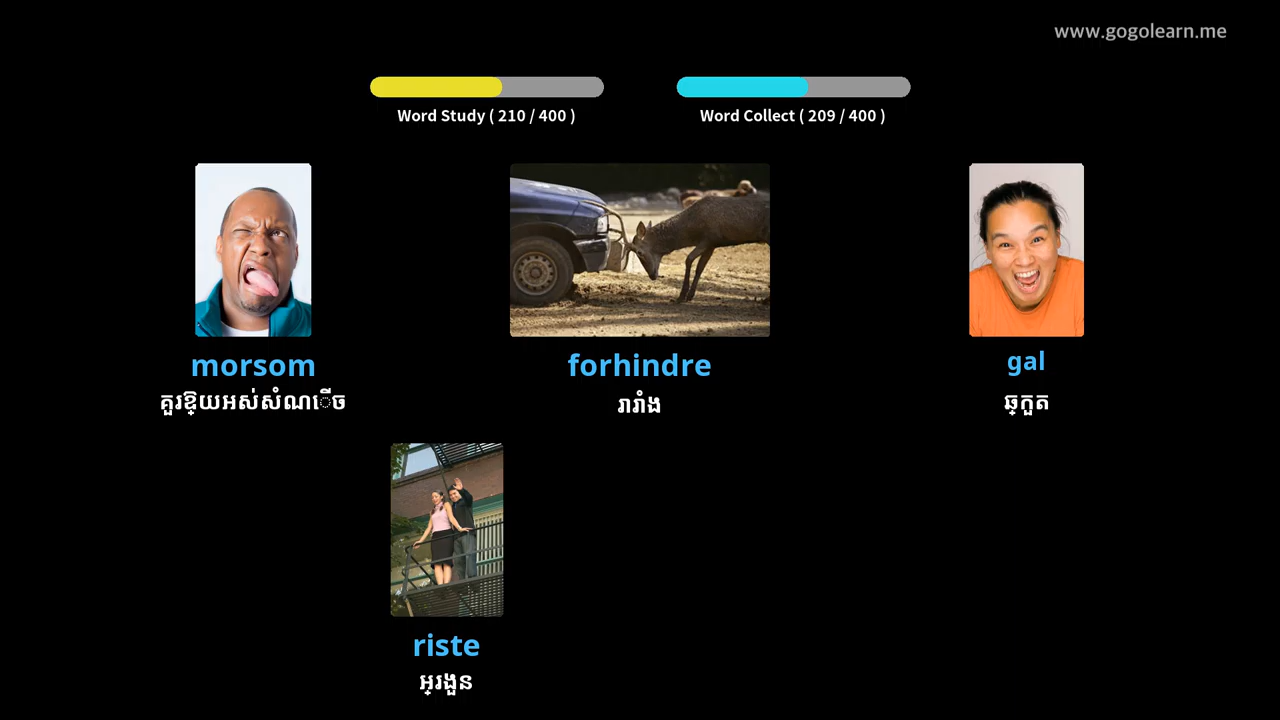 www.gogolearn.me
Word Study ( 210 / 400 )
Word Collect ( 209 / 400 )
morsom
forhindre
gal
គួរឱ្យអស់សំណើច
រារាំង
ឆ្កួត
riste
អ្រងួន